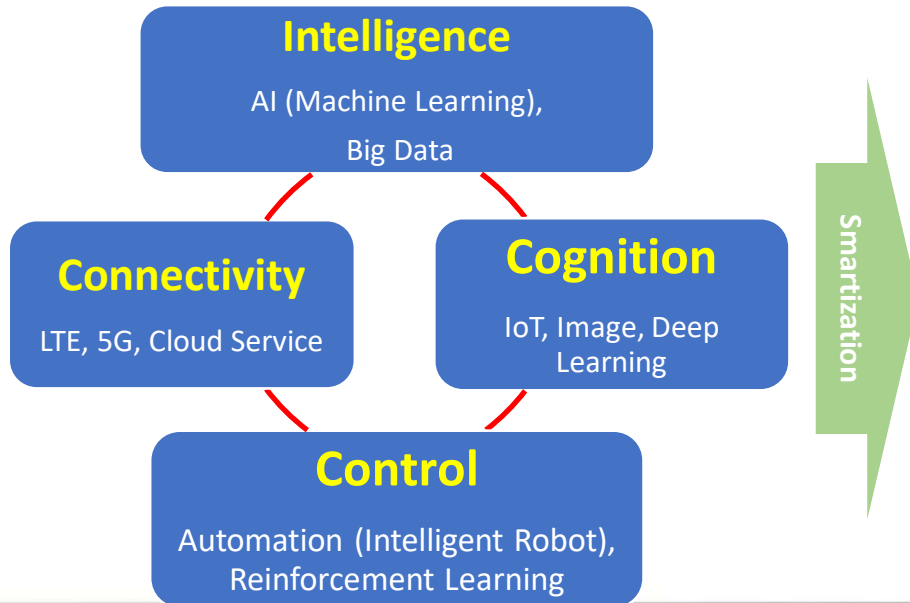 Intelligence
AI (Machine Learning),
Big Data
Connectivity
LTE, 5G, Cloud Service
Cognition
IoT, Image, Deep
Learning
Control
Automation (Intelligent Robot),
Reinforcement Learning
Smartization